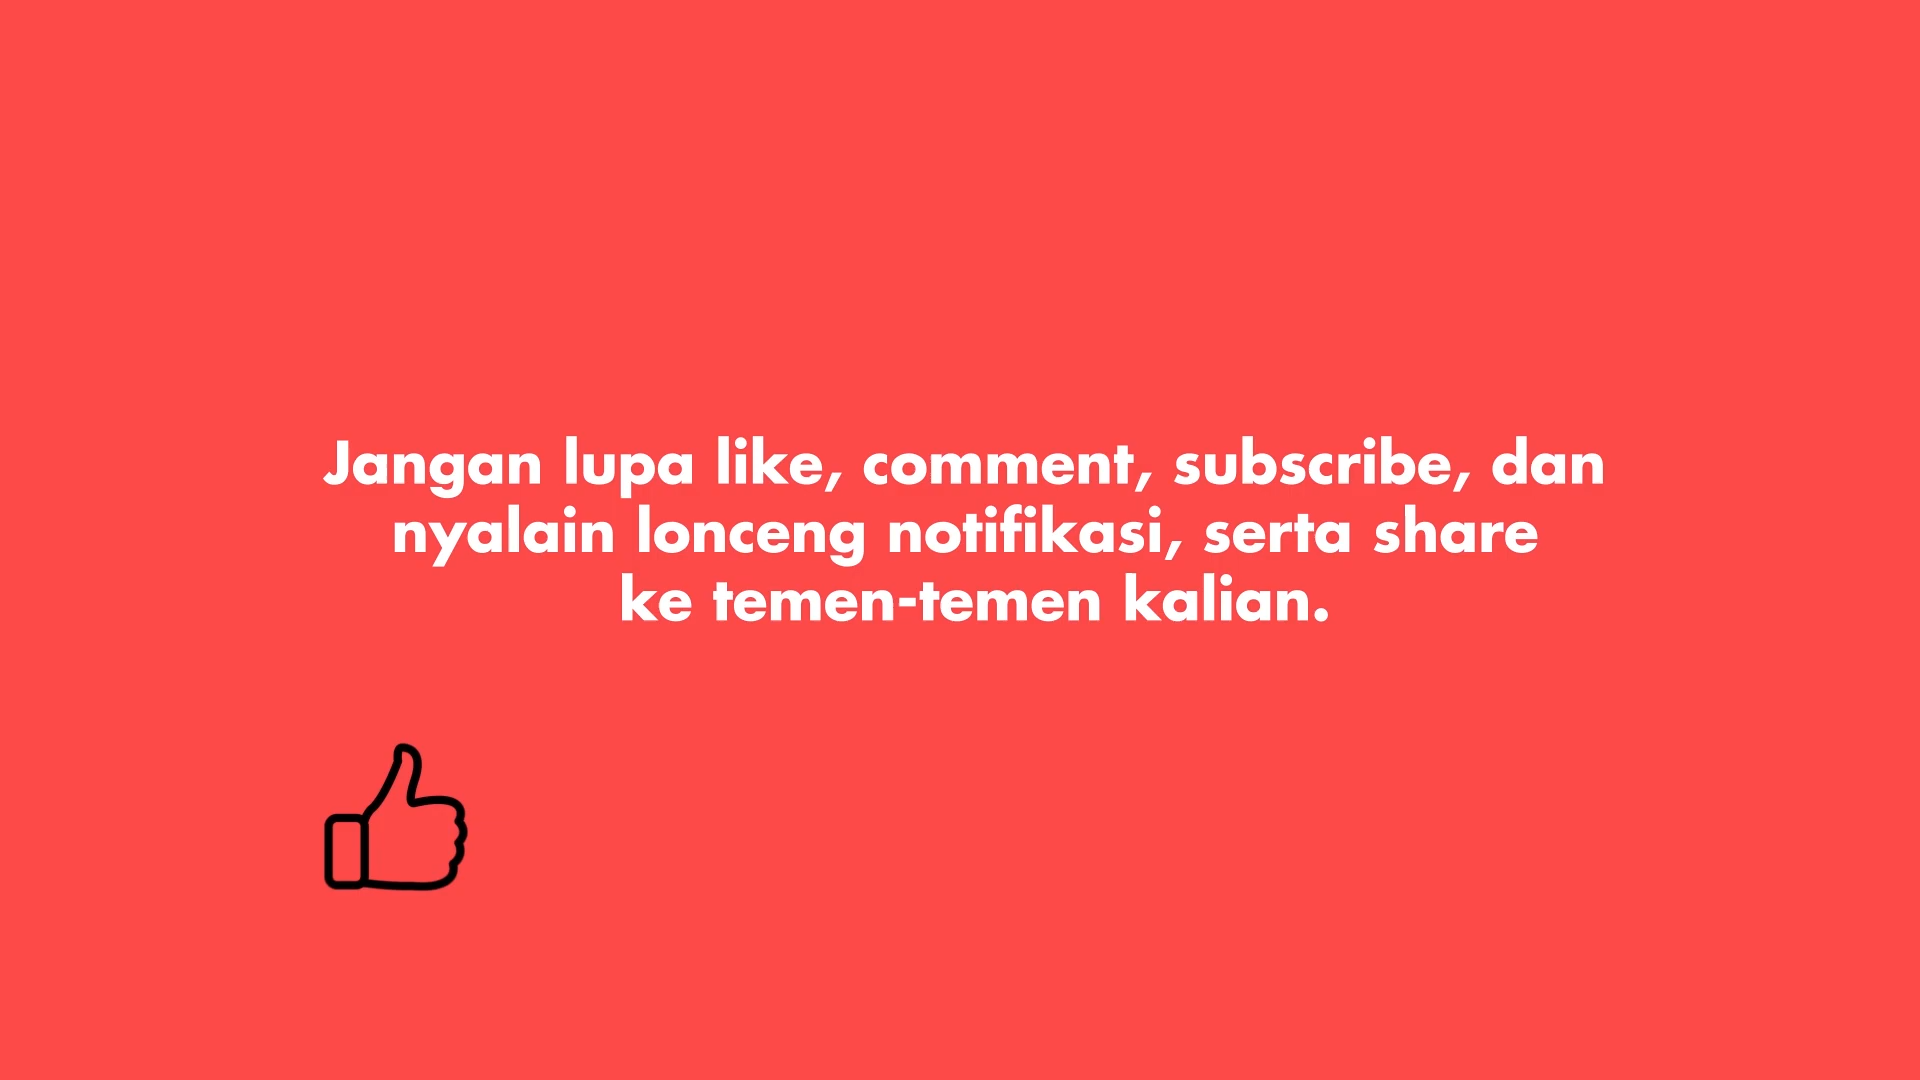 Jangan lupa like, comment, subscribe, dan
nyalain lonceng notifikasi, serta share
ke temen-temen kalian.